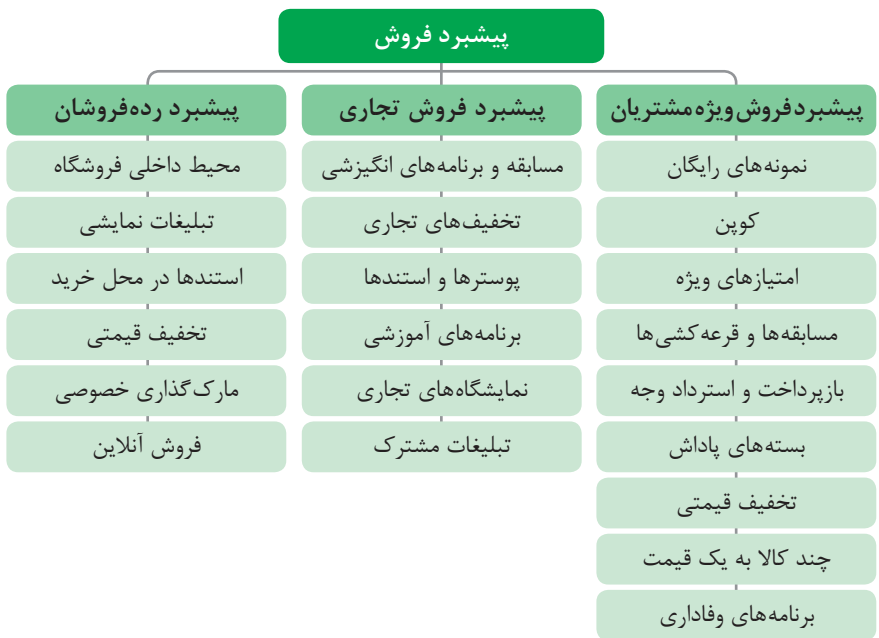 پیشبرد فروش
پیشبرد فروش ویژه مشتریان
نمونه‌های رایگان
کوپن
امتیازهای ویژه
مسابقه‌ها و قرعه‌کشی‌ها
بازپرداخت و استرداد وجه
بسته‌های پاداش
تخفیف قیمتی
چند کالا به یک قیمت
برنامه‌های وفاداری
پیشبرد فروش تجاری
مسابقه و برنامه‌های انگیزشی
تخفیف‌های تجاری
پوسترها و استندها
برنامه‌های آموزشی
نمایشگاه‌های تجاری
تبلیغات مشترک
پیشبرد رده‌فروشان
محیط داخلی فروشگاه
تبلیغات نمایشی
استندها در محل خرید
تخفیف قیمتی
مارک‌گذاری خصوصی
فروش آنلاین